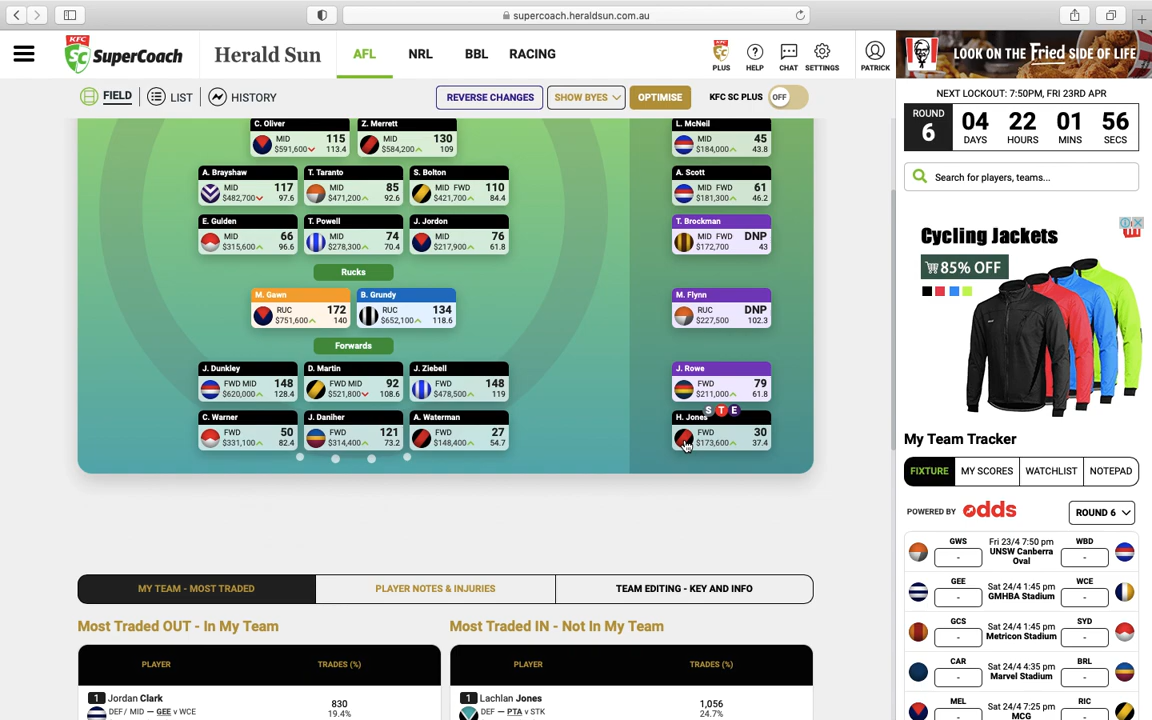 supercoach.heraldsun.com.au
KFC SC SuperCoach
Herald Sun
AFL NRL BBL RACING
PLUS HELP CHAT SETTINGS PATRICK
LOOK ON THE Fried SIDE OF LIFE
FIELD LIST HISTORY
REVERSE CHANGES SHOW BYES OPTIMISE KFC SC PLUS OFF
NEXT LOCKOUT: 7:50PM, FRI 23RD APR
ROUND 6
04 DAYS 22 HOURS 01 MINS 56 SECS
Search for players, teams...
C. Oliver
MID 115
$591,600 113.4
Z. Merrett
MID 130
$584,200 109
L. McNeil
MID 45
$184,000 43.8
A. Brayshaw
MID 117
$482,700 97.6
T. Taranto
MID 85
$471,200 92.6
S. Bolton
MID FWD 110
$421,700 84.4
A. Scott
MID FWD 61
$181,300 46.2
E. Gulden
MID 66
$315,600 96.6
T. Powell
MID 74
$278,300 70.4
J. Jordon
MID 76
$217,900 61.8
T. Brockman
MID FWD DNP
$172,700 43
Rucks
M. Gawn
RUC 172
$751,600 140
B. Grundy
RUC 134
$652,100 118.6
M. Flynn
RUC DNP
$227,500 102.3
Forwards
J. Dunkley
FWD MID 148
$620,000 128.4
D. Martin
FWD MID 92
$521,800 108.6
J. Ziebell
FWD 148
$478,500 119
J. Rowe
FWD 79
$211,000 61.8
C. Warner
FWD 50
$331,100 82.4
J. Daniher
FWD 121
$314,400 73.2
A. Waterman
FWD 27
$148,400 54.7
H. Jones
S T E
FWD 30
$173,600 37.4
Cycling Jackets
85% OFF
My Team Tracker
FIXTURE MY SCORES WATCHLIST NOTEPAD
POWERED BY odds ROUND 6
GWS Fri 23/4 7:50 pm WBD
- UNSW Canberra Oval -
GEE Sat 24/4 1:45 pm WCE
- GMHBA Stadium -
GCS Sat 24/4 1:45 pm SYD
- Metricon Stadium -
CAR Sat 24/4 4:35 pm BRL
- Marvel Stadium -
MEL Sat 24/4 7:25 pm RIC
MCG
MY TEAM - MOST TRADED PLAYER NOTES & INJURIES TEAM EDITING - KEY AND INFO
Most Traded OUT - In My Team
PLAYER TRADES (%)
1 Jordan Clark 830
DEF / MID — GEE v WCE 19.4%
Most Traded IN - Not In My Team
PLAYER TRADES (%)
1 Lachlan Jones 1,056
DEF — PTA v STK 24.7%